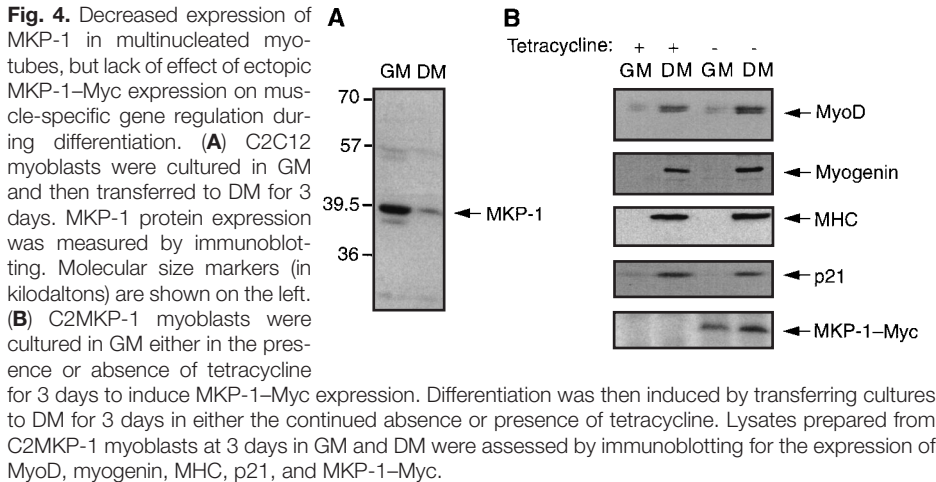 Fig. 4. Decreased expression of
MKP-1 in multinucleated myo-
tubes, but lack of effect of ectopic
MKP-1–Myc expression on mus-
cle-specific gene regulation dur-
ing differentiation. (A) C2C12
myoblasts were cultured in GM
and then transferred to DM for 3
days. MKP-1 protein expression
was measured by immunoblot-
ting. Molecular size markers (in
kilodaltons) are shown on the left.
(B) C2MKP-1 myoblasts were
cultured in GM either in the pres-
ence or absence of tetracycline
for 3 days to induce MKP-1–Myc expression. Differentiation was then induced by transferring cultures
to DM for 3 days in either the continued absence or presence of tetracycline. Lysates prepared from
C2MKP-1 myoblasts at 3 days in GM and DM were assessed by immunoblotting for the expression of
MyoD, myogenin, MHC, p21, and MKP-1–Myc.
A
GM DM
70
57
39.5
36
MKP-1
B
Tetracycline: + + - -
GM DM GM DM
MyoD
Myogenin
MHC
p21
MKP-1–Myc